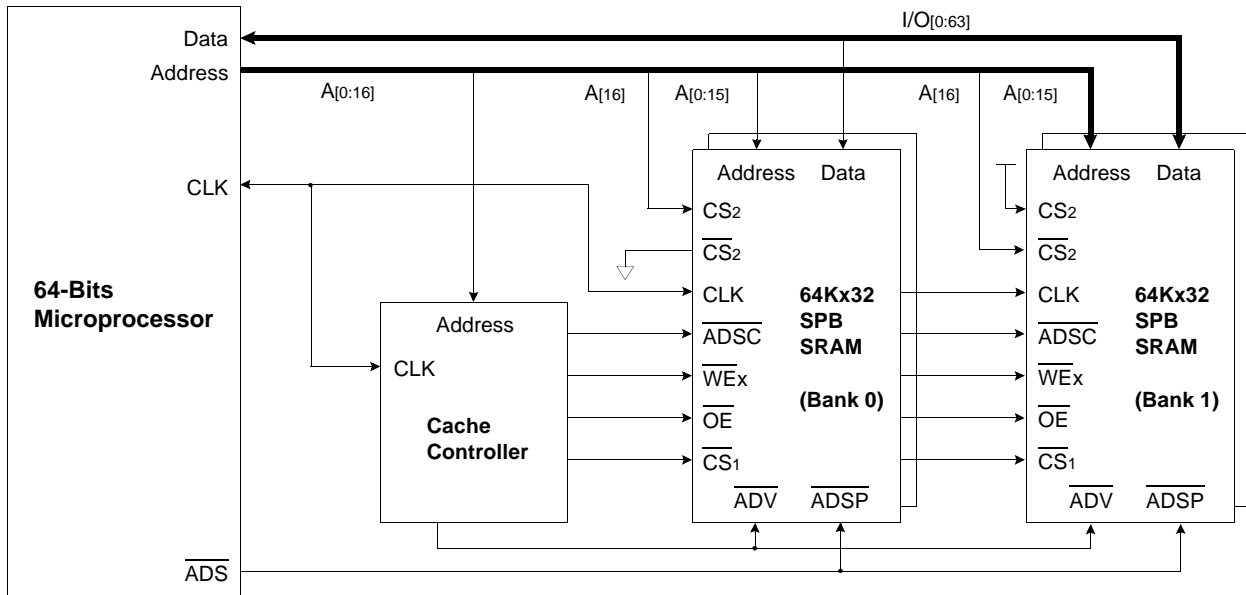 I/O[0:63]
Data
Address
A[0:16]
A[16]
A[0:15]
A[16]
A[0:15]
CLK
64-Bits
Microprocessor
ADS
Address
CLK
Cache
Controller
Address Data
CS2
CS2
CLK
ADSC
WEx
OE
CS1
ADV ADSP
64Kx32
SPB
SRAM
(Bank 0)
Address Data
CS2
CS2
CLK
ADSC
WEx
OE
CS1
ADV ADSP
64Kx32
SPB
SRAM
(Bank 1)